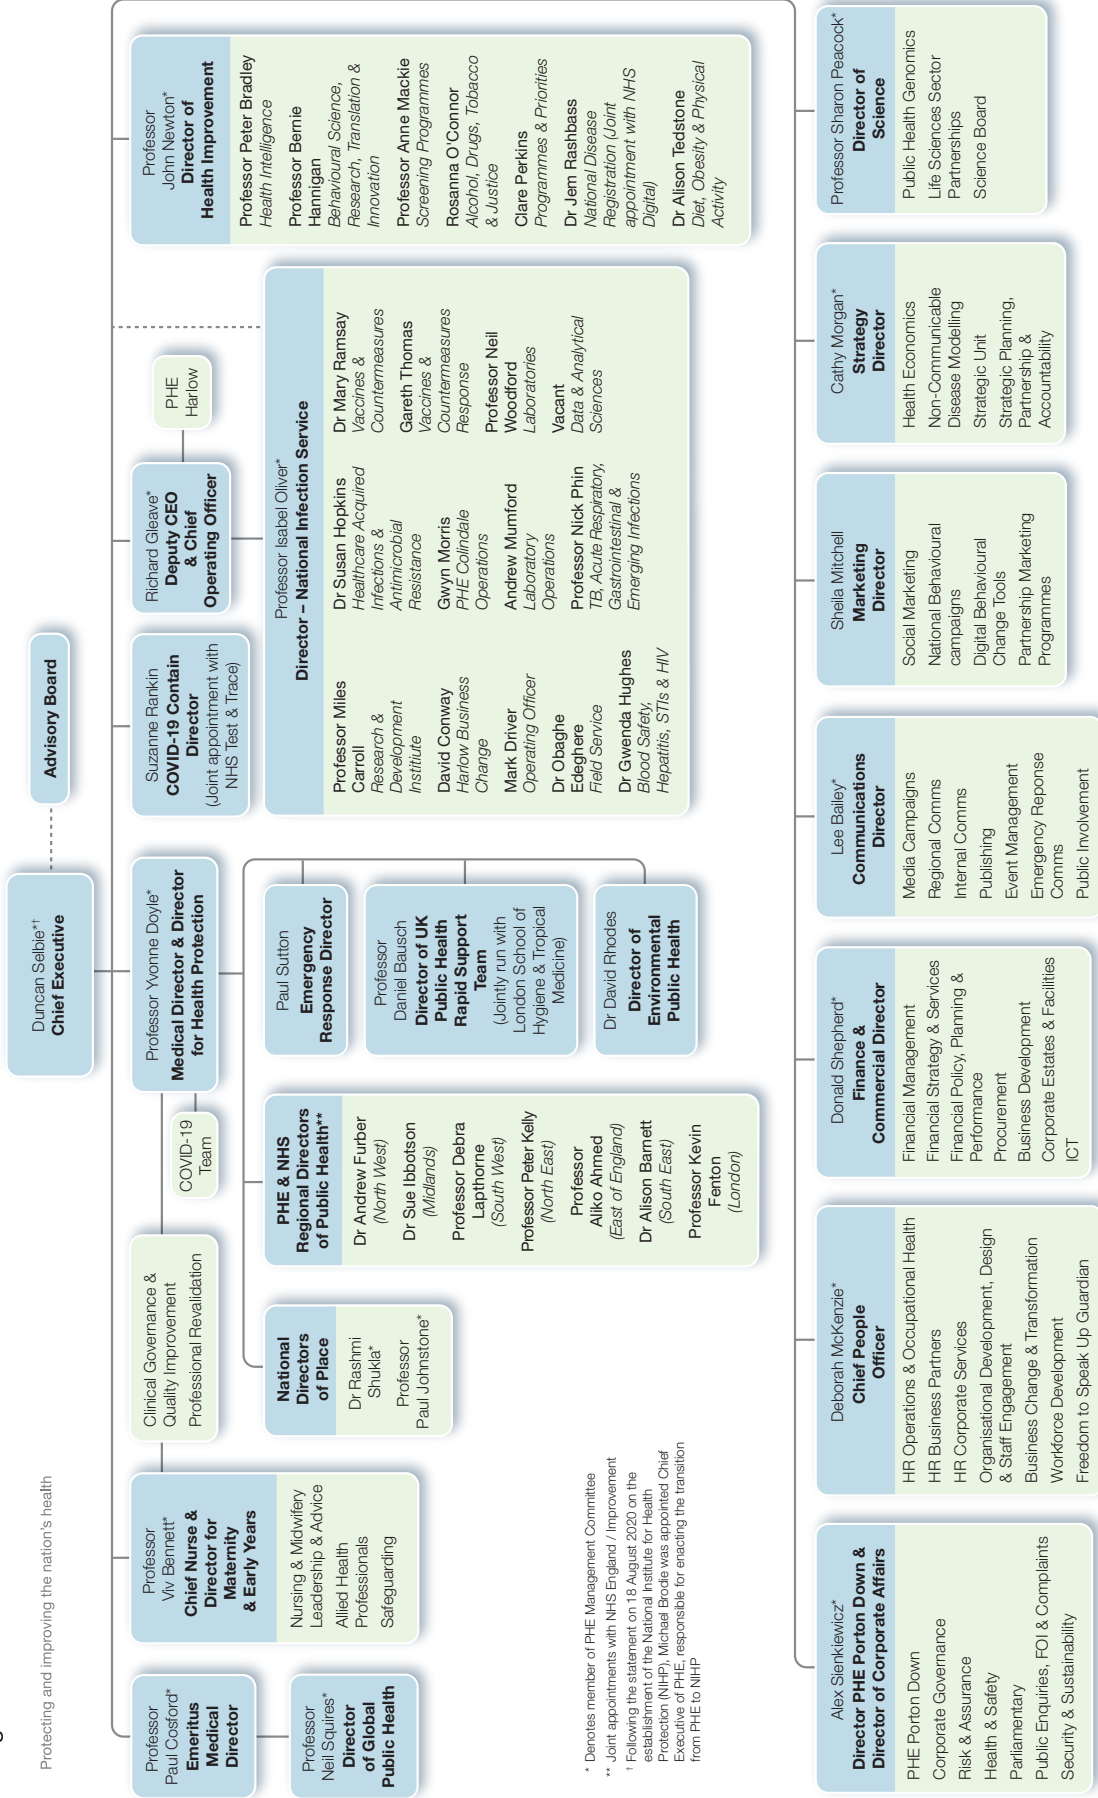 Protecting and improving the nation's health
Duncan Selbie*†
Chief Executive
Advisory Board
Professor
Paul Cosford*
Emeritus
Medical
Director
Professor
Neil Squires*
Director
of Global
Public Health
Professor
Viv Bennett*
Chief Nurse &
Director for
Maternity
& Early Years
Nursing & Midwifery
Leadership & Advice
Allied Health
Professionals
Safeguarding
Clinical Governance &
Quality Improvement
Professional Revalidation
COVID-19
Team
Professor Yvonne Doyle*
Medical Director & Director
for Health Protection
National
Directors
of Place
Dr Rashmi
Shukla*
Professor
Paul Johnstone*
PHE & NHS
Regional Directors
of Public Health**
Dr Andrew Furber
(North West)
Dr Sue Ibbotson
(Midlands)
Professor Debra
Lapthorne
(South West)
Professor Peter Kelly
(North East)
Professor
Aliko Ahmed
(East of England)
Dr Alison Barnett
(South East)
Professor Kevin
Fenton
(London)
Paul Sutton
Emergency
Response Director
Professor
Daniel Bausch
Director of UK
Public Health
Rapid Support
Team
(Jointly run with
London School of
Hygiene & Tropical
Medicine)
Dr David Rhodes
Director of
Environmental
Public Health
Suzanne Rankin
COVID-19 Contain
Director
(Joint appointment with
NHS Test & Trace)
Richard Gleave*
Deputy CEO
& Chief
Operating Officer
PHE
Harlow
Professor Isabel Oliver*
Director – National Infection Service
Professor Miles
Carroll
Research &
Development
Institiute
David Conway
Harlow Business
Change
Mark Driver
Operating Officer
Dr Obaghe
Edeghere
Field Service
Dr Gwenda Hughes
Blood Safety,
Hepatitis, STIs & HIV
Dr Susan Hopkins
Healthcare Acquired
Infections &
Antimicrobial
Resistance
Gwyn Morris
PHE Colindale
Operations
Andrew Mumford
Laboratory
Operations
Professor Nick Phin
TB, Acute Respiratory,
Gastrointestinal &
Emerging Infections
Dr Mary Ramsay
Vaccines &
Countermeasures
Gareth Thomas
Vaccines &
Countermeasures
Response
Professor Neil
Woodford
Laboratories
Vacant
Data & Analytical
Sciences
Professor
John Newton*
Director of
Health Improvement
Professor Peter Bradley
Health Intelligence
Professor Bernie
Hannigan
Behavioural Science,
Research, Translation &
Innovation
Professor Anne Mackie
Screening Programmes
Rosanna O'Connor
Alcohol, Drugs, Tobacco
& Justice
Clare Perkins
Programmes & Priorities
Dr Jem Rashbass
National Disease
Registration (Joint
appointment with NHS
Digital)
Dr Alison Tedstone
Diet, Obesity & Physical
Activity
* Denotes member of PHE Management Committee
** Joint appointments with NHS England / Improvement
† Following the statement on 18 August 2020 on the
establishment of the National Institute for Health
Protection (NIHP), Michael Brodie was appointed Chief
Executive of PHE, responsible for enacting the transition
from PHE to NIHP
Alex Sienkiewicz*
Director PHE Porton Down &
Director of Corporate Affairs
PHE Porton Down
Corporate Governance
Risk & Assurance
Health & Safety
Parliamentary
Public Enquiries, FOI & Complaints
Security & Sustainability
Deborah McKenzie*
Chief People
Officer
HR Operations & Occupational Health
HR Business Partners
HR Corporate Services
Organisational Development, Design
& Staff Engagement
Business Change & Transformation
Workforce Development
Freedom to Speak Up Guardian
Donald Shepherd*
Finance &
Commercial Director
Financial Management
Financial Strategy & Services
Financial Policy, Planning &
Performance
Procurement
Business Development
Corporate Estates & Facilities
ICT
Lee Bailey*
Communications
Director
Media Campaigns
Regional Comms
Internal Comms
Publishing
Event Management
Emergency Reponse
Comms
Public Involvement
Sheila Mitchell
Marketing
Director
Social Marketing
National Behavioural
campaigns
Digital Behavioural
Change Tools
Partnership Marketing
Programmes
Cathy Morgan*
Strategy
Director
Health Economics
Non-Communicable
Disease Modelling
Strategic Unit
Strategic Planning,
Partnership &
Accountability
Professor Sharon Peacock*
Director of
Science
Public Health Genomics
Life Sciences Sector
Partnerships
Science Board